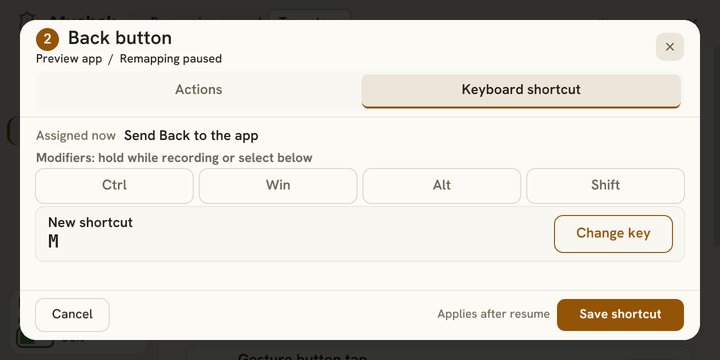 2 Back button
Preview app / Remapping paused
Actions
Keyboard shortcut
Assigned now Send Back to the app
Modifiers: hold while recording or select below
Ctrl
Win
Alt
Shift
New shortcut
M
Change key
Cancel
Applies after resume
Save shortcut